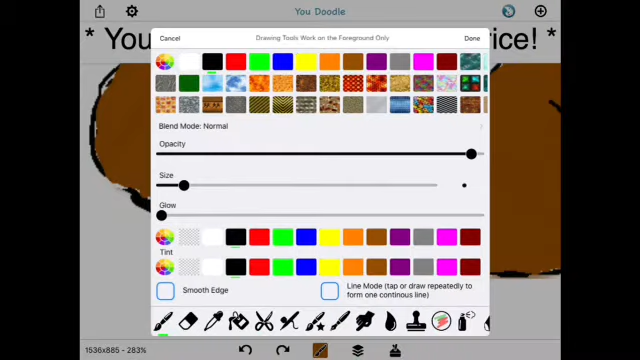 You Doodle
* You
rice! *
Cancel
Drawing Tools Work on the Foreground Only
Done
Blend Mode: Normal
Opacity
Size
Glow
Tint
Smooth Edge
Line Mode (tap or draw repeatedly to
form one continous line)
1536x885 - 283%